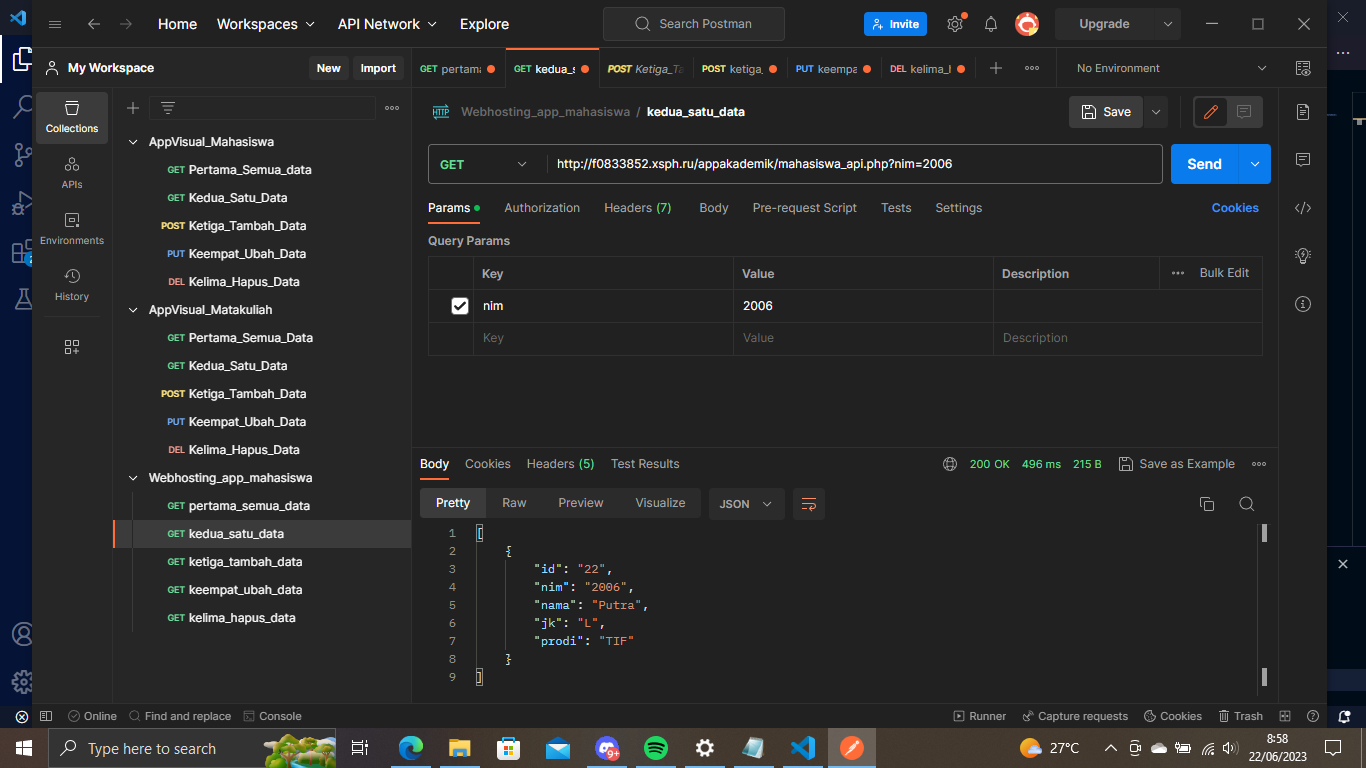 Home Workspaces API Network Explore Search Postman Invite Upgrade
My Workspace New Import GET pertama GET kedua_s POST Ketiga_Ta POST ketiga_ PUT keempa DEL kelima_h No Environment
Webhosting_app_mahasiswa / kedua_satu_data Save
Collections
APIs
Environments
History
AppVisual_Mahasiswa
GET Pertama_Semua_data
GET Kedua_Satu_Data
POST Ketiga_Tambah_Data
PUT Keempat_Ubah_Data
DEL Kelima_Hapus_Data
AppVisual_Matakuliah
GET Pertama_Semua_Data
GET Kedua_Satu_Data
POST Ketiga_Tambah_Data
PUT Keempat_Ubah_Data
DEL Kelima_Hapus_Data
Webhosting_app_mahasiswa
GET pertama_semua_data
GET kedua_satu_data
GET ketiga_tambah_data
GET keempat_ubah_data
GET kelima_hapus_data
HTTP
GET http://f0833852.xsph.ru/appakademik/mahasiswa_api.php?nim=2006 Send
Params Authorization Headers (7) Body Pre-request Script Tests Settings Cookies
Query Params
Key Value Description Bulk Edit
nim 2006
Key Value Description
Body Cookies Headers (5) Test Results 200 OK 496 ms 215 B Save as Example
Pretty Raw Preview Visualize JSON
1 [
2 {
3 "id": "22",
4 "nim": "2006",
5 "nama": "Putra",
6 "jk": "L",
7 "prodi": "TIF"
8 }
9 ]
Online Find and replace Console Runner Capture requests Cookies Trash
Type here to search 9+ 27°C 8:58
22/06/2023